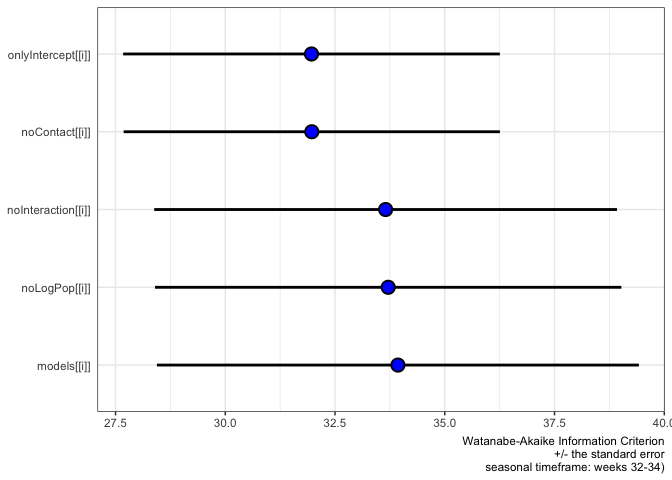 onlyIntercept[[i]]
noContact[[i]]
noInteraction[[i]]
noLogPop[[i]]
models[[i]]
27.5 30.0 32.5 35.0 37.5 40.0
Watanabe-Akaike Information Criterion
+/- the standard error
seasonal timeframe: weeks 32-34)